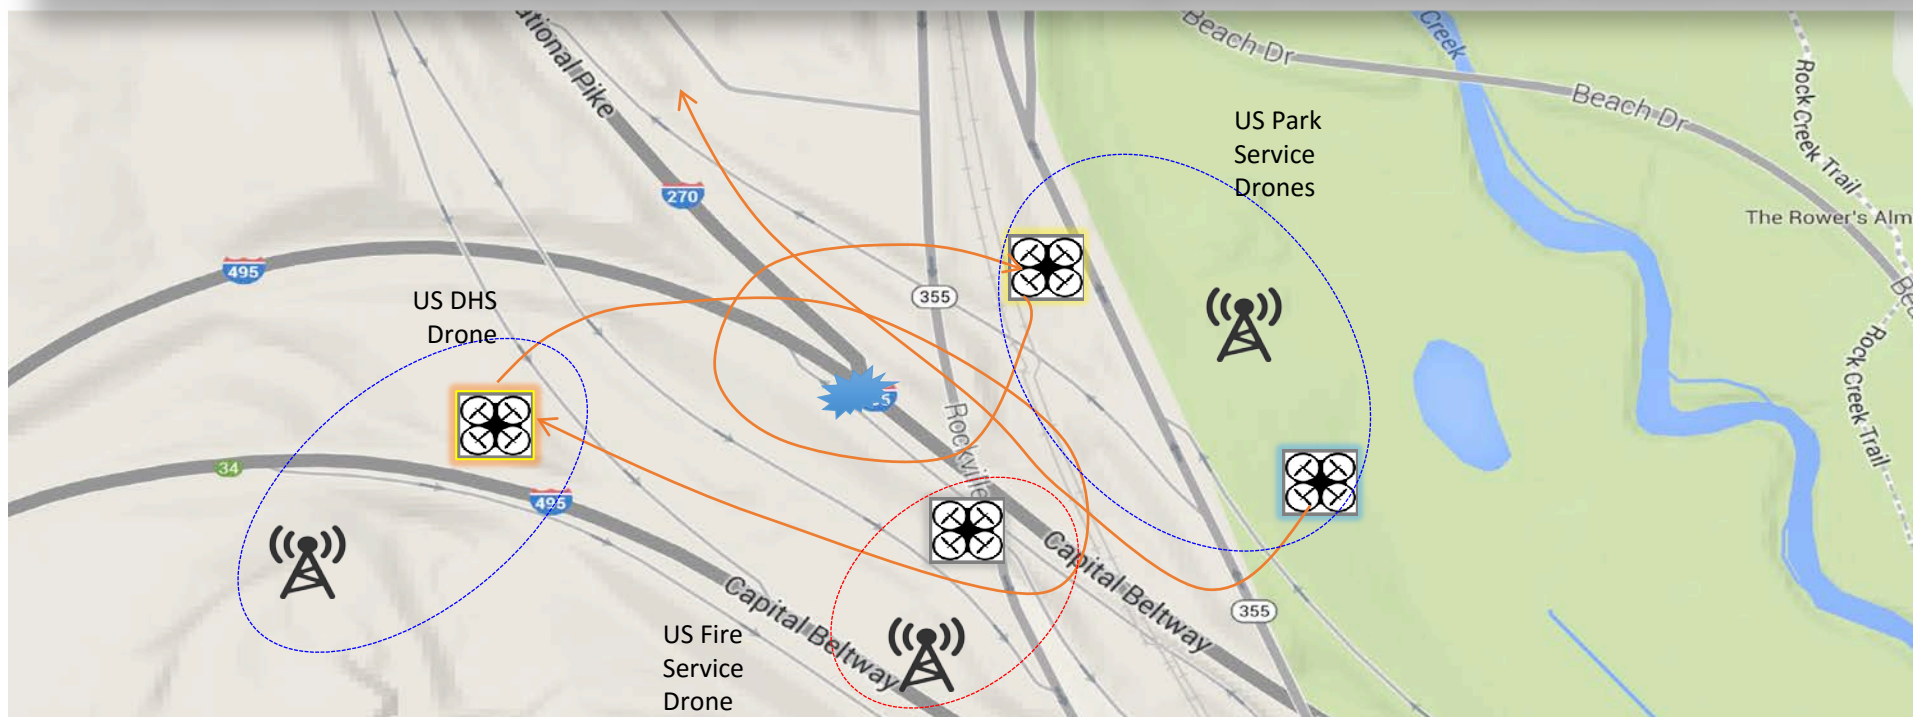 ational Pike
Creek
Beach Dr
Beach Dr
Rock Creek Trail
US Park
Service
Drones
270
The Rower's Alm
495
US DHS
Drone
355
Rockville
34
495
Capital Beltway
Capital Beltway
355
Rock Creek Trail
US Fire
Service
Drone